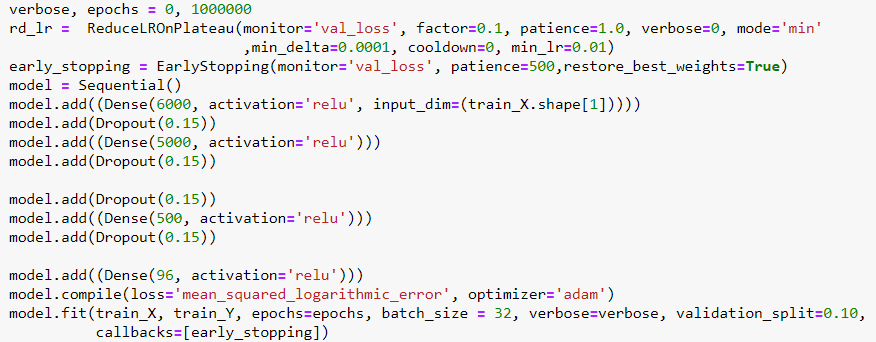 verbose, epochs = 0, 1000000
rd_lr =  ReduceLROnPlateau(monitor='val_loss', factor=0.1, patience=1.0, verbose=0, mode='min'
                           ,min_delta=0.0001, cooldown=0, min_lr=0.01)
early_stopping = EarlyStopping(monitor='val_loss', patience=500,restore_best_weights=True)
model = Sequential()
model.add((Dense(6000, activation='relu', input_dim=(train_X.shape[1]))))
model.add(Dropout(0.15))
model.add((Dense(5000, activation='relu')))
model.add(Dropout(0.15))

model.add(Dropout(0.15))
model.add((Dense(500, activation='relu')))
model.add(Dropout(0.15))

model.add((Dense(96, activation='relu')))
model.compile(loss='mean_squared_logarithmic_error', optimizer='adam')
model.fit(train_X, train_Y, epochs=epochs, batch_size = 32, verbose=verbose, validation_split=0.10,
          callbacks=[early_stopping])